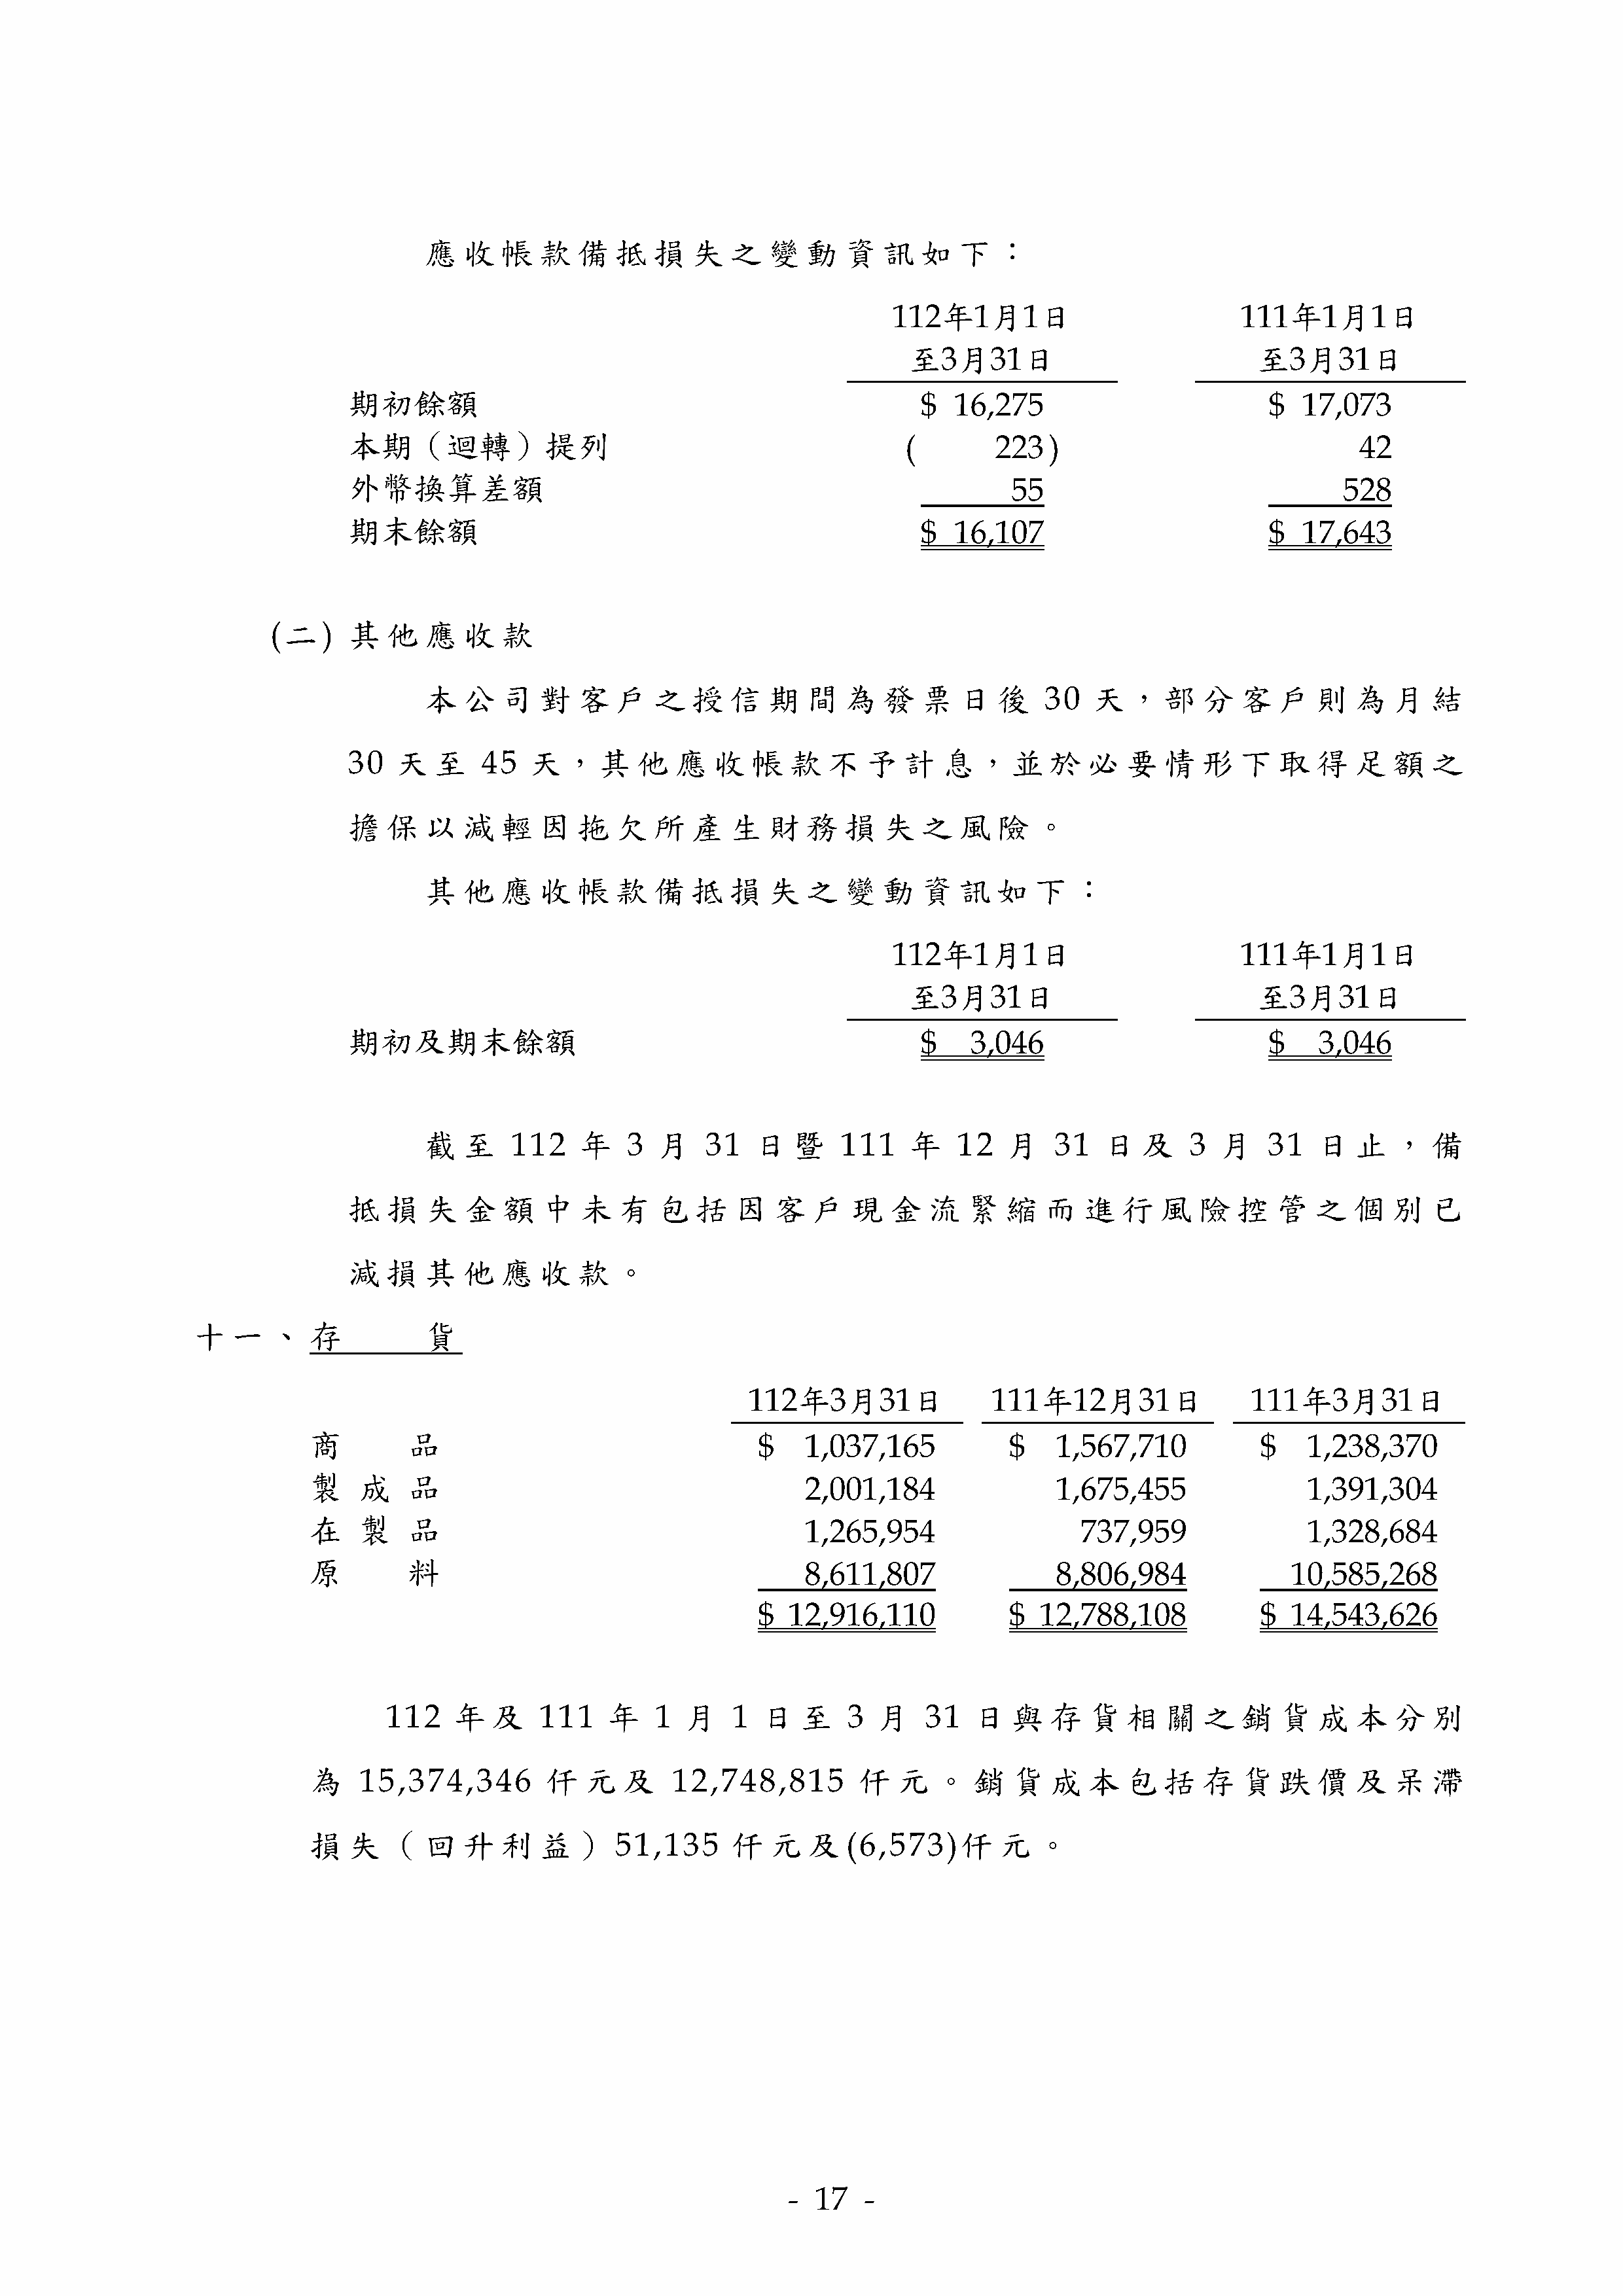 應收帳款備抵損失之變動資訊如下：
112年1月1日 111年1月1日
至3月31日 至3月31日
期初餘額 $ 16,275 $ 17,073
本期（迴轉）提列 ( 223) 42
外幣換算差額 55 528
期末餘額 $ 16,107 $ 17,643
(二) 其他應收款
本公司對客戶之授信期間為發票日後 30 天，部分客戶則為月結
30 天至 45 天，其他應收帳款不予計息，並於必要情形下取得足額之
擔保以減輕因拖欠所產生財務損失之風險。
其他應收帳款備抵損失之變動資訊如下：
112年1月1日 111年1月1日
至3月31日 至3月31日
期初及期末餘額 $ 3,046 $ 3,046
截至 112 年 3 月 31 日暨 111 年 12 月 31 日及 3 月 31 日止，備
抵損失金額中未有包括因客戶現金流緊縮而進行風險控管之個別已
減損其他應收款。
十一、存 貨
112年3月31日 111年12月31日 111年3月31日
商 品 $ 1,037,165 $ 1,567,710 $ 1,238,370
製 成 品 2,001,184 1,675,455 1,391,304
在 製 品 1,265,954 737,959 1,328,684
原 料 8,611,807 8,806,984 10,585,268
$ 12,916,110 $ 12,788,108 $ 14,543,626
112 年及 111 年 1 月 1 日至 3 月 31 日與存貨相關之銷貨成本分別
為 15,374,346 仟元及 12,748,815 仟元。銷貨成本包括存貨跌價及呆滯
損失（回升利益）51,135 仟元及(6,573)仟元。
- 17 -